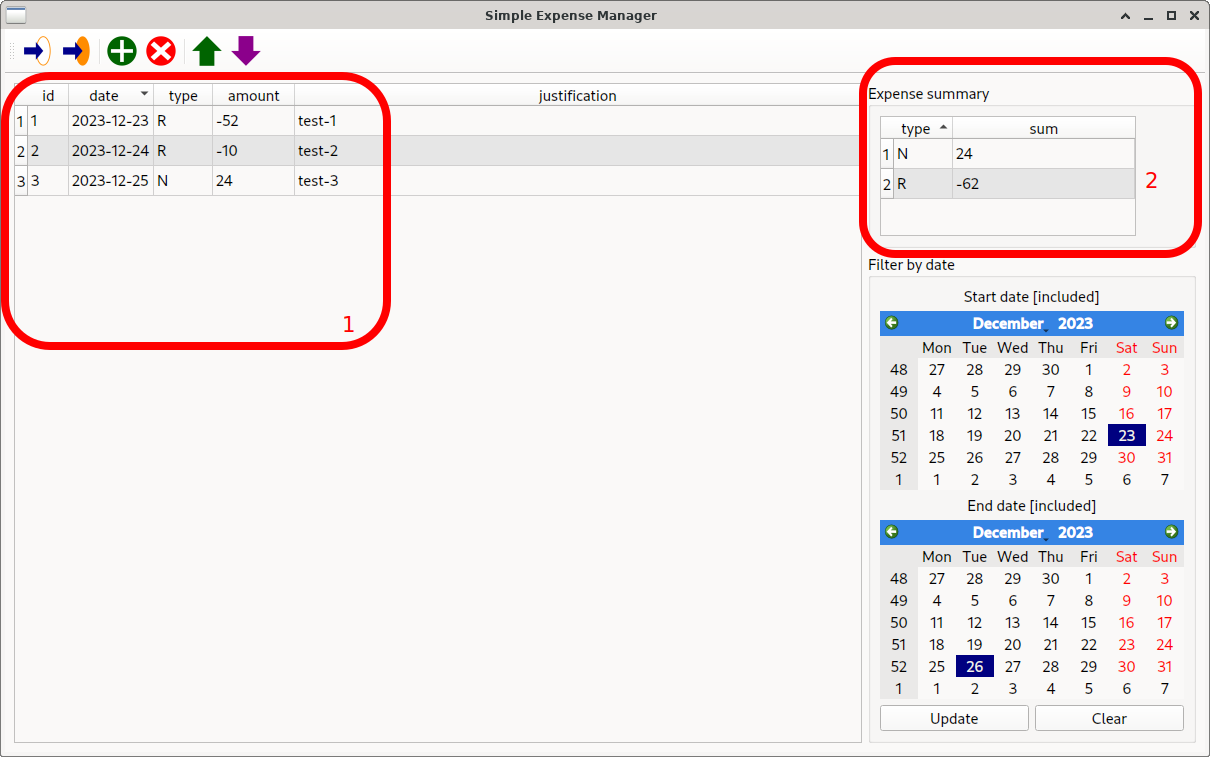 Simple Expense Manager
id date type amount justification
1 1 2023-12-23 R -52 test-1
2 2 2023-12-24 R -10 test-2
3 3 2023-12-25 N 24 test-3
1
Expense summary
type sum
1 N 24
2 R -62
2
Filter by date
Start date [included]
December 2023
Mon Tue Wed Thu Fri Sat Sun
48 27 28 29 30 1 2 3
49 4 5 6 7 8 9 10
50 11 12 13 14 15 16 17
51 18 19 20 21 22 23 24
52 25 26 27 28 29 30 31
1 1 2 3 4 5 6 7
End date [included]
December 2023
Mon Tue Wed Thu Fri Sat Sun
48 27 28 29 30 1 2 3
49 4 5 6 7 8 9 10
50 11 12 13 14 15 16 17
51 18 19 20 21 22 23 24
52 25 26 27 28 29 30 31
1 1 2 3 4 5 6 7
Update Clear